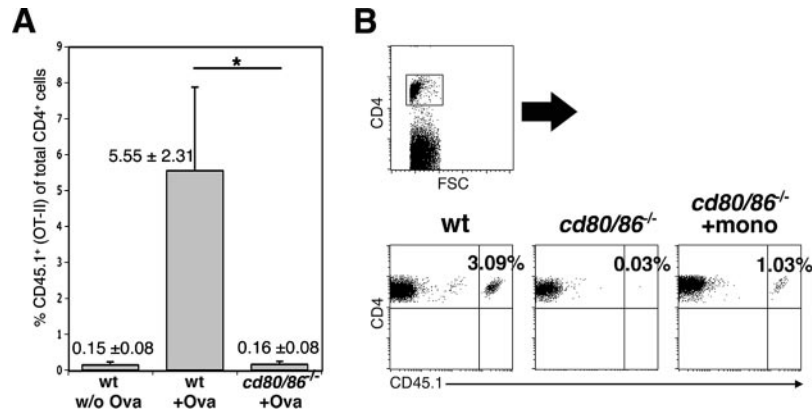 A
% CD45.1⁺ (OT-II) of total CD4⁺ cells
9
8
7
6
5
4
3
2
1
0
*
5.55 ± 2.31
0.15 ±0.08
0.16 ±0.08
wt
w/o Ova
wt
+Ova
cd80/86⁻/⁻
+Ova
B
CD4
FSC
wt
cd80/86⁻/⁻
cd80/86⁻/⁻
+mono
3.09%
0.03%
1.03%
CD4
CD45.1